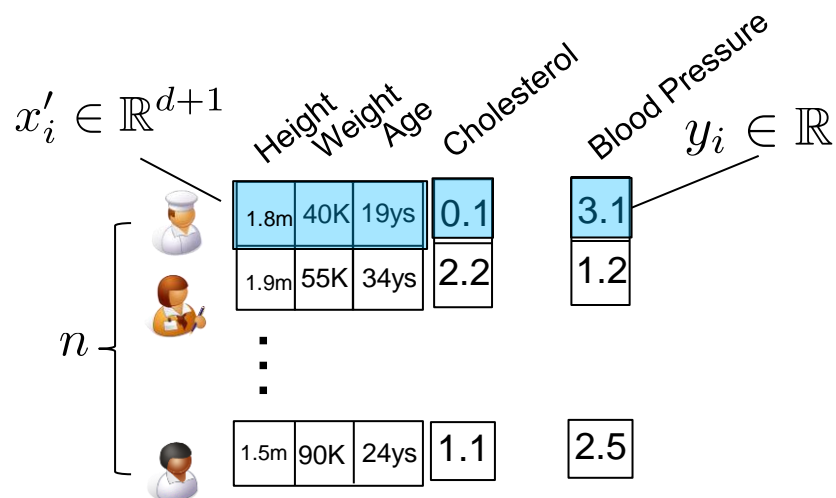 Height Weight Age Cholesterol Blood Pressure
x'_i ∈ ℝ^{d+1}
y_i ∈ ℝ
1.8m 40K 19ys 0.1 3.1
1.9m 55K 34ys 2.2 1.2
n
⋮
1.5m 90K 24ys 1.1 2.5